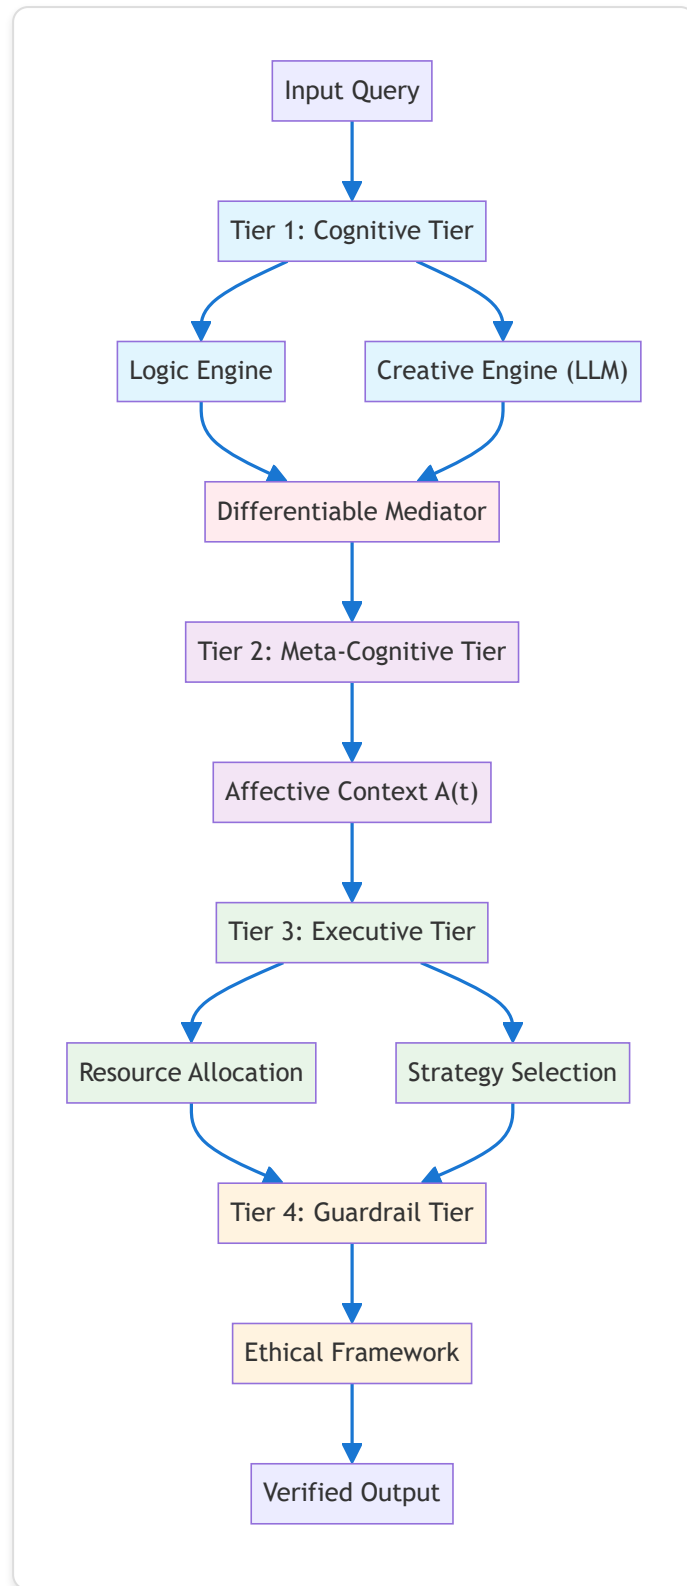 Input Query
Tier 1: Cognitive Tier
Logic Engine
Creative Engine (LLM)
Differentiable Mediator
Tier 2: Meta-Cognitive Tier
Affective Context A(t)
Tier 3: Executive Tier
Resource Allocation
Strategy Selection
Tier 4: Guardrail Tier
Ethical Framework
Verified Output